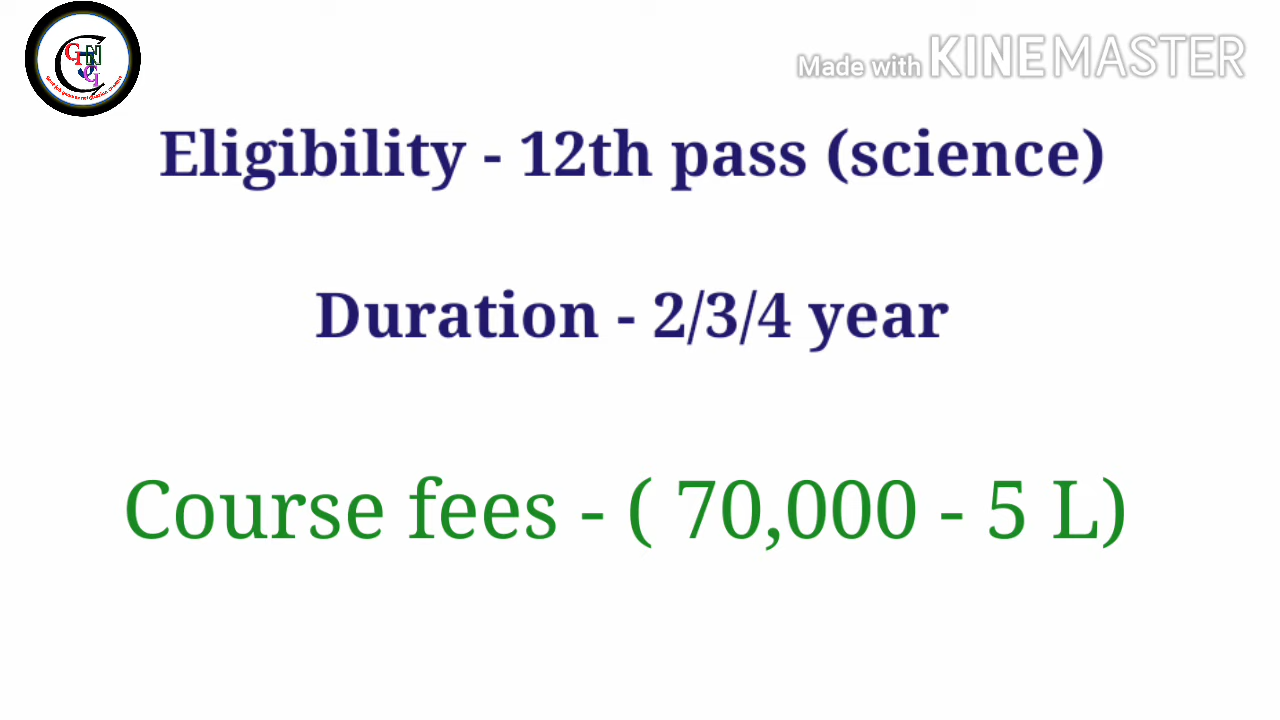 Made with KINEMASTER
Eligibility - 12th pass (science)
Duration - 2/3/4 year
Course fees - ( 70,000 - 5 L)